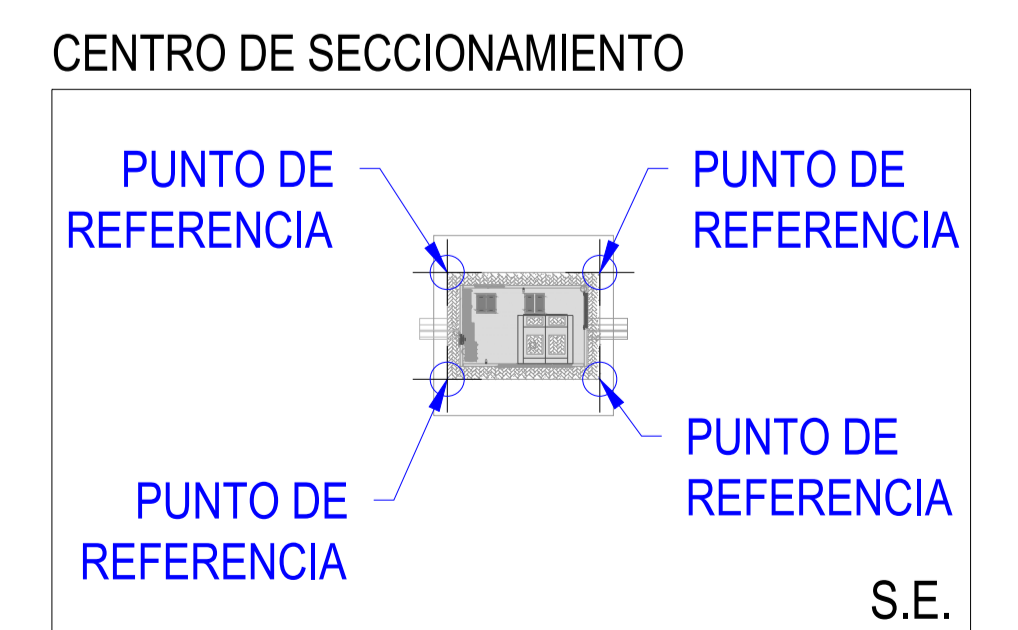 CENTRO DE SECCIONAMIENTO
PUNTO DE
REFERENCIA
PUNTO DE
REFERENCIA
PUNTO DE
REFERENCIA
PUNTO DE
REFERENCIA
S.E.